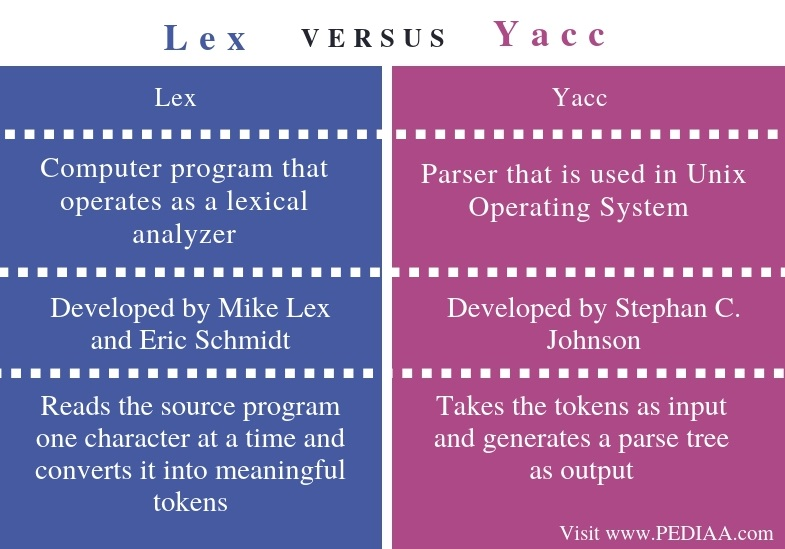 Lex VERSUS Yacc
Lex
Computer program that
operates as a lexical
analyzer
Developed by Mike Lex
and Eric Schmidt
Reads the source program
one character at a time and
converts it into meaningful
tokens
Yacc
Parser that is used in Unix
Operating System
Developed by Stephan C.
Johnson
Takes the tokens as input
and generates a parse tree
as output
Visit www.PEDIAA.com